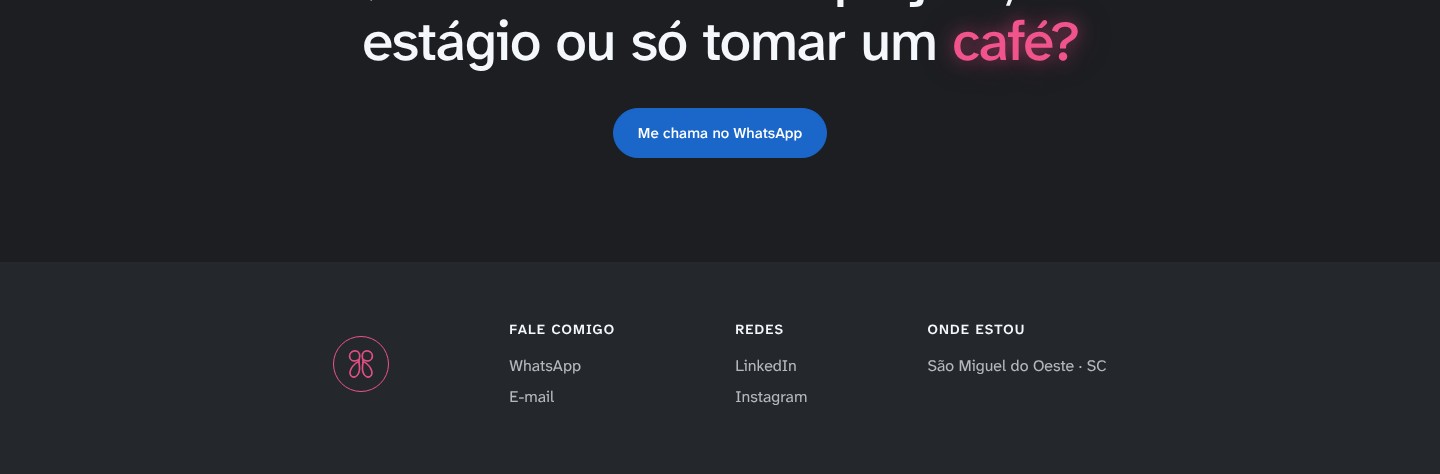 estágio ou só tomar um café?
Me chama no WhatsApp
FALE COMIGO
WhatsApp
E-mail
REDES
LinkedIn
Instagram
ONDE ESTOU
São Miguel do Oeste · SC